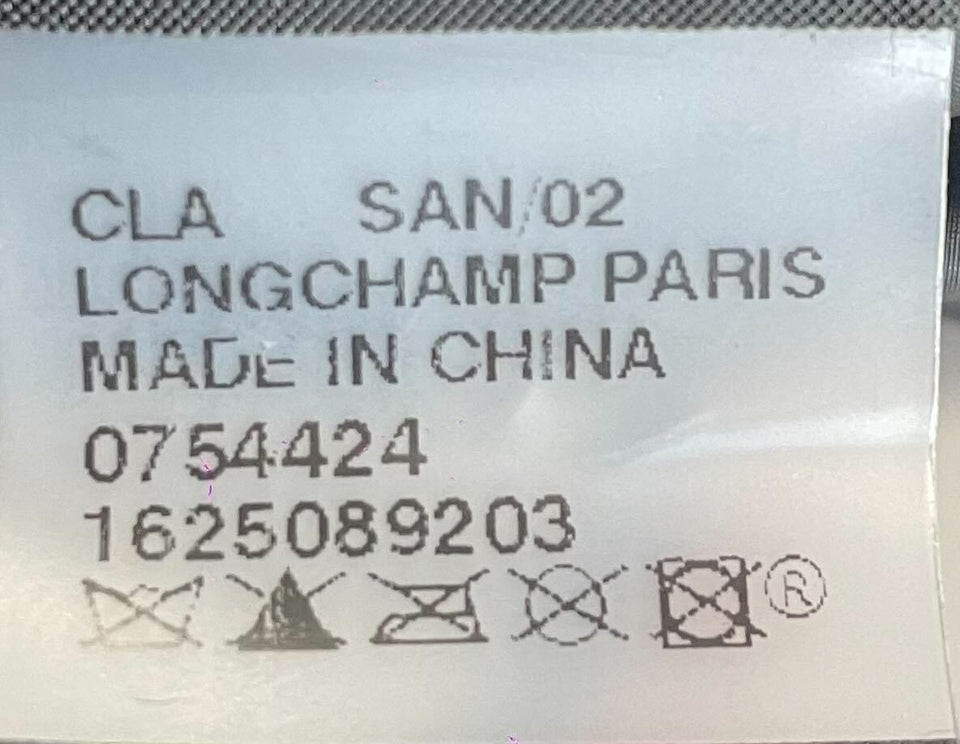 CLA SAN/02
LONGCHAMP PARIS
MADE IN CHINA
0754424
1625089203
®